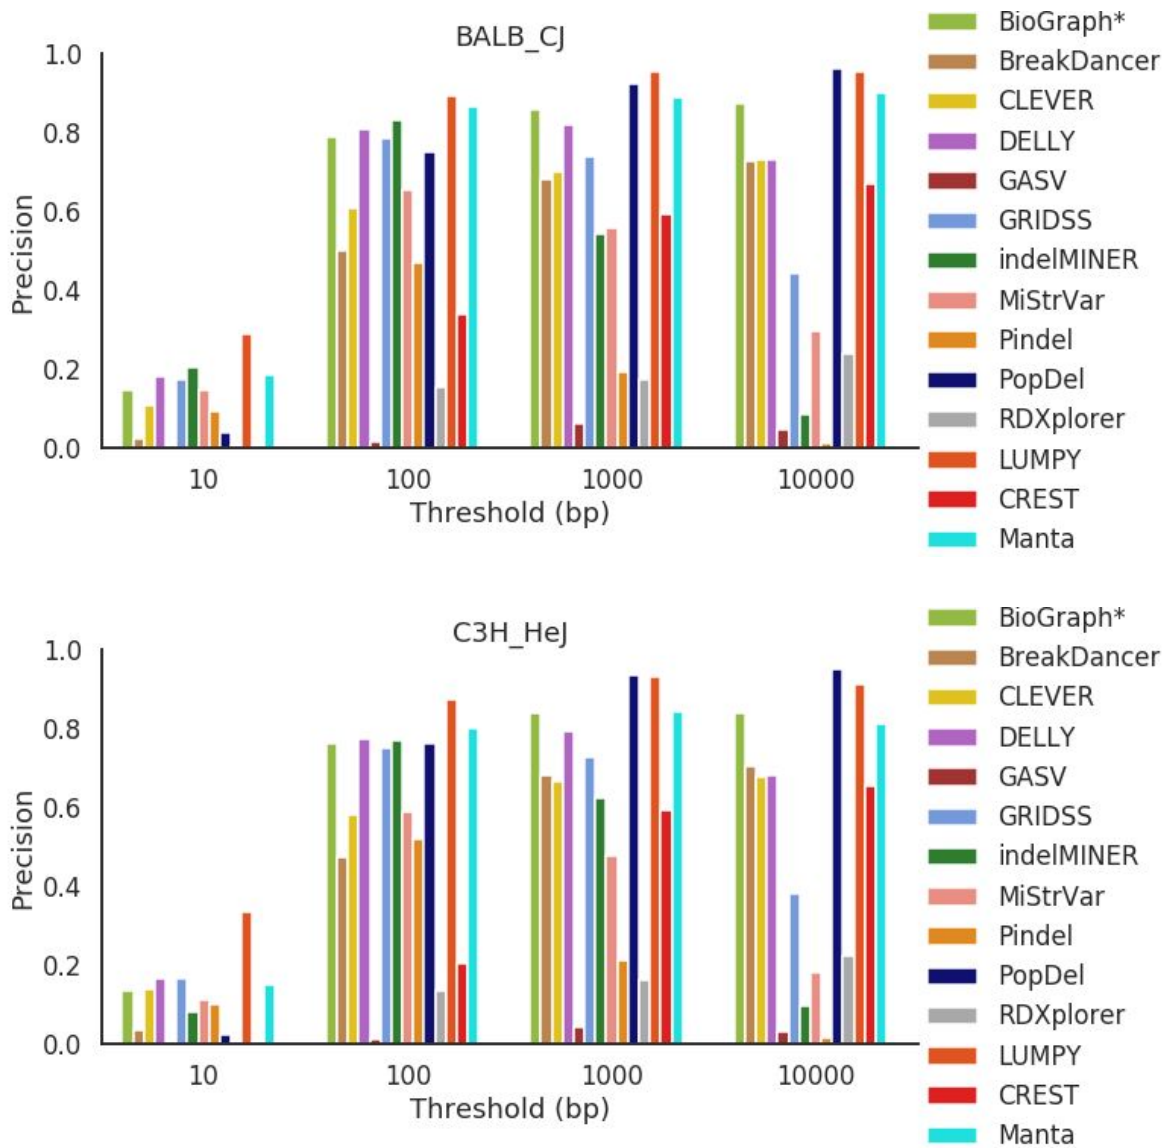 BALB_CJ
1.0
0.8
0.6
0.4
0.2
0.0
Precision
10 100 1000 10000
Threshold (bp)
BioGraph*
BreakDancer
CLEVER
DELLY
GASV
GRIDSS
indelMINER
MiStrVar
Pindel
PopDel
RDXplorer
LUMPY
CREST
Manta
C3H_HeJ
1.0
0.8
0.6
0.4
0.2
0.0
Precision
10 100 1000 10000
Threshold (bp)
BioGraph*
BreakDancer
CLEVER
DELLY
GASV
GRIDSS
indelMINER
MiStrVar
Pindel
PopDel
RDXplorer
LUMPY
CREST
Manta